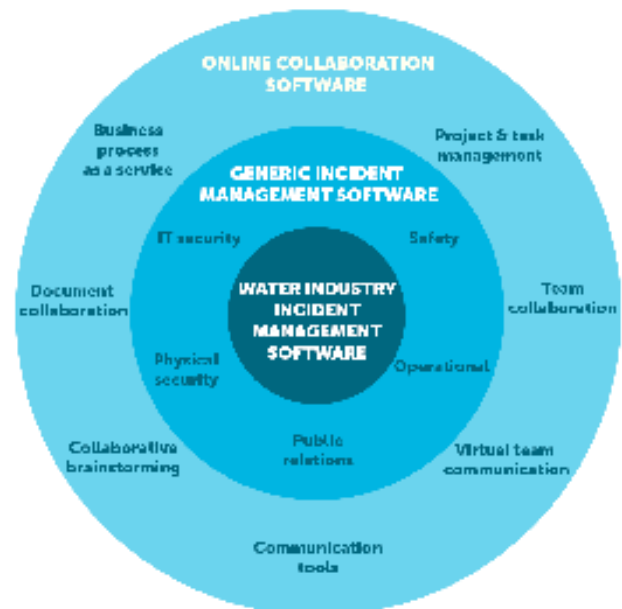 ONLINE COLLABORATION
SOFTWARE
Business
process
as a service
Project & task
management
GENERIC INCIDENT
MANAGEMENT SOFTWARE
IT security
Safety
WATER INDUSTRY
INCIDENT
MANAGEMENT
SOFTWARE
Document
collaboration
Team
collaboration
Physical
security
Operational
Public
relations
Collaborative
brainstorming
Virtual team
communication
Communication
tools